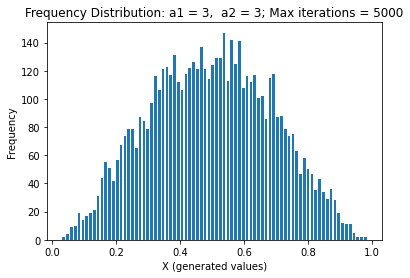 Frequency Distribution: a1 = 3,  a2 = 3; Max iterations = 5000
140
120
100
80
60
40
20
0
Frequency
0.0 0.2 0.4 0.6 0.8 1.0
X (generated values)